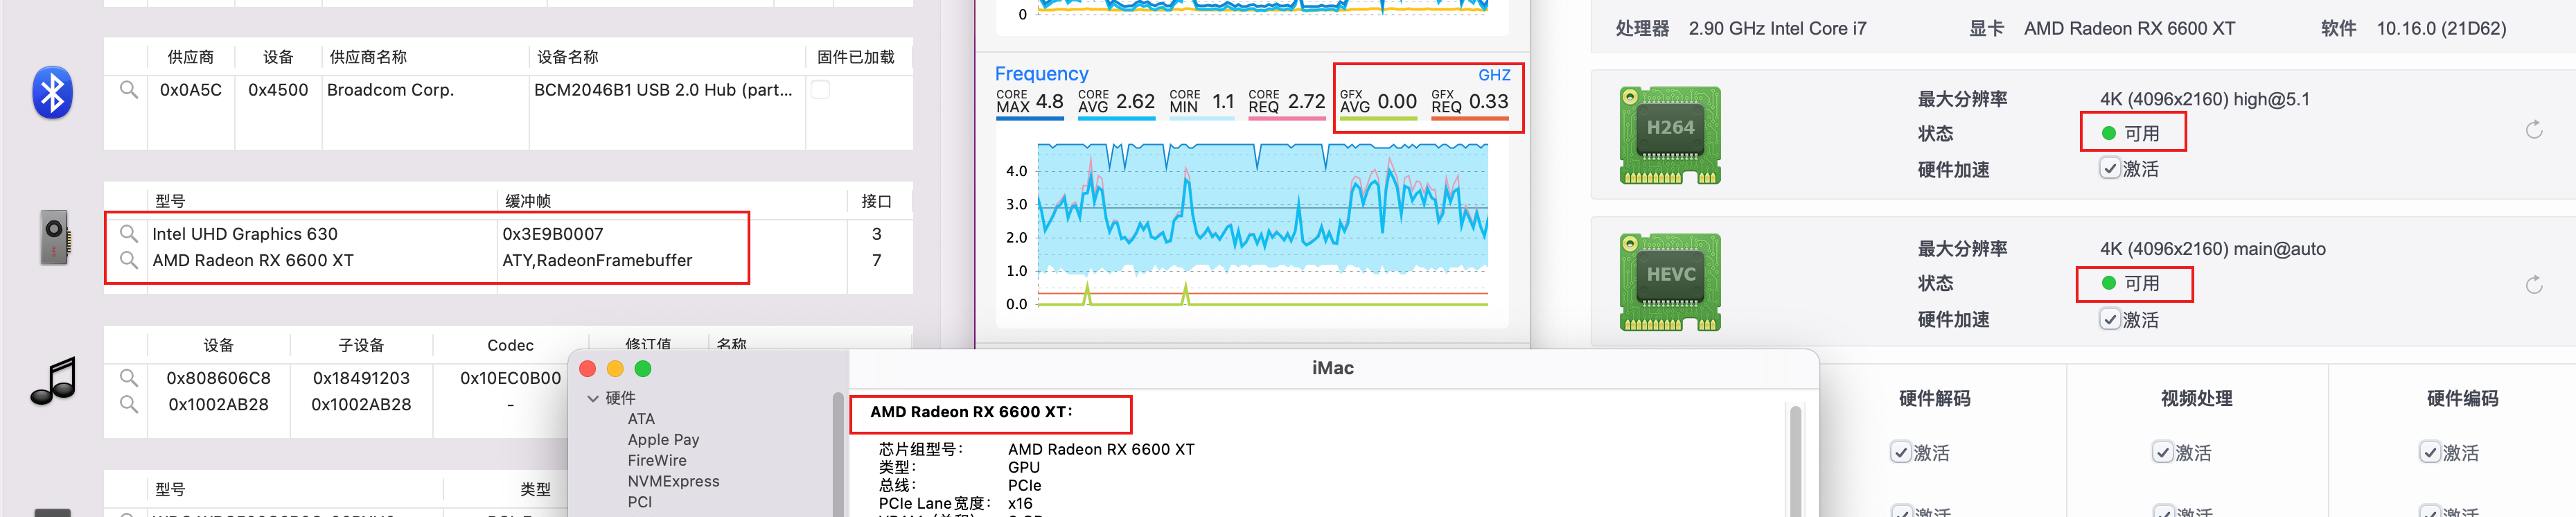 供应商 设备 供应商名称 设备名称 固件已加载
0x0A5C 0x4500 Broadcom Corp. BCM2046B1 USB 2.0 Hub (part...
型号 缓冲帧 接口
Intel UHD Graphics 630 0x3E9B0007 3
AMD Radeon RX 6600 XT ATY,RadeonFramebuffer 7
设备 子设备 Codec 修订值 名称
0x808606C8 0x18491203 0x10EC0B00
0x1002AB28 0x1002AB28 -
型号 类型
0
Frequency GHZ
CORE MAX 4.8 CORE AVG 2.62 CORE MIN 1.1 CORE REQ 2.72 GFX AVG 0.00 GFX REQ 0.33
4.0
3.0
2.0
1.0
0.0
iMac
硬件
ATA
Apple Pay
FireWire
NVMExpress
PCI
AMD Radeon RX 6600 XT:
芯片组型号: AMD Radeon RX 6600 XT
类型: GPU
总线: PCIe
PCIe Lane宽度: x16
处理器 2.90 GHz Intel Core i7 显卡 AMD Radeon RX 6600 XT 软件 10.16.0 (21D62)
H264
最大分辨率 4K (4096x2160) high@5.1
状态 可用
硬件加速 激活
HEVC
最大分辨率 4K (4096x2160) main@auto
状态 可用
硬件加速 激活
硬件解码 视频处理 硬件编码
激活 激活 激活
激活 激活 激活